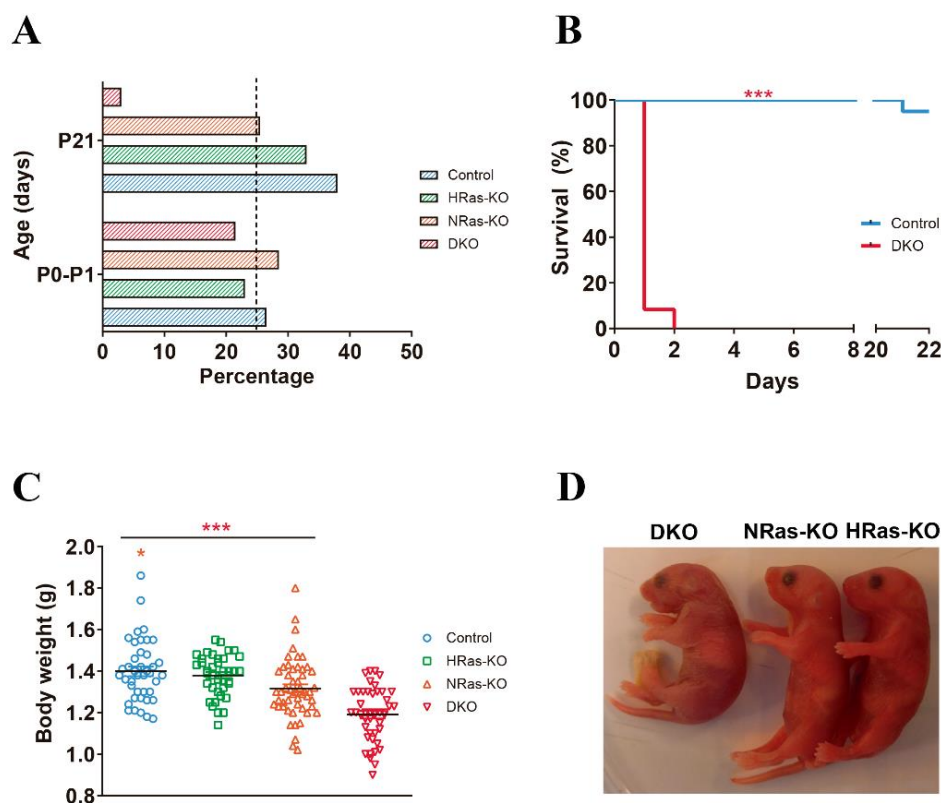 A
Age (days)
P21
P0-P1
0 10 20 30 40 50
Percentage
Control
HRas-KO
NRas-KO
DKO
B
***
Survival (%)
100
80
60
40
20
0
0 2 4 6 8 20 22
Days
Control
DKO
C
***
*
Body weight (g)
2.0
1.8
1.6
1.4
1.2
1.0
0.8
Control
HRas-KO
NRas-KO
DKO
D
DKO NRas-KO HRas-KO